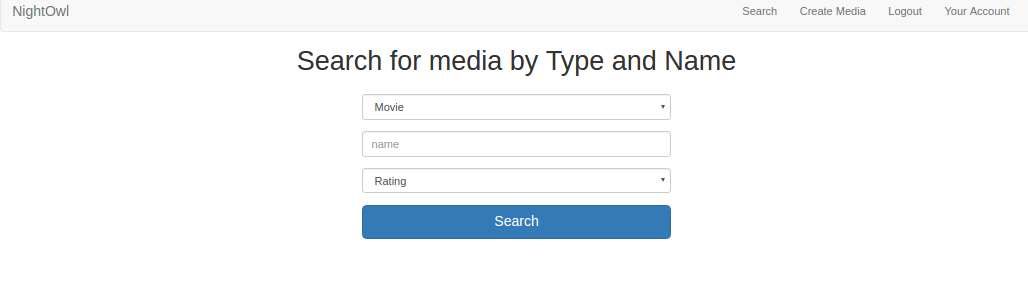 NightOwl Search Create Media Logout Your Account
Search for media by Type and Name
Movie
name
Rating
Search